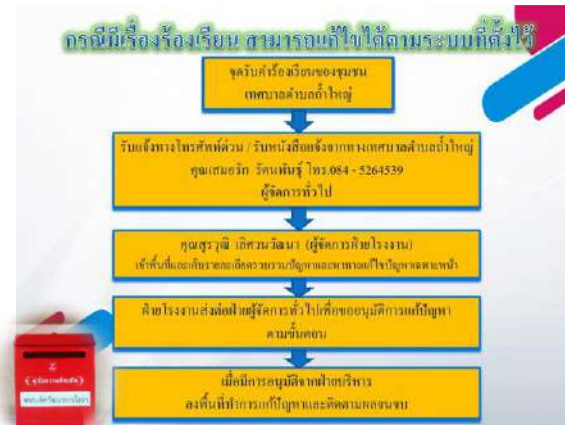 กรณีมีเรื่องร้องเรียน สามารถแก้ไขได้ตามระบบที่ตั้งไว้
จุดรับคำร้องเรียนของชุมชน
เทศบาลตำบลถ้ำใหญ่
รับแจ้งทางโทรศัพท์ด่วน / รับหนังสือแจ้งจากทางเทศบาลตำบลถ้ำใหญ่
คุณเสมอรัก รัตนพันธุ์ โทร.084 - 5264539
ผู้จัดการทั่วไป
คุณสุรวุฒิ เลิศวนวัฒนา (ผู้จัดการฝ่ายโรงงาน)
เข้าพื้นที่และเก็บรายละเอียดรวบรวมปัญหาและหาทางแก้ไขปัญหาเฉพาะหน้า
ฝ่ายโรงงานส่งต่อฝ่ายผู้จัดการทั่วไปเพื่อขออนุมัติการแก้ปัญหา
ตามขั้นตอน
เมื่อมีการอนุมัติจากฝ่ายบริหาร
ลงพื้นที่ทำการแก้ปัญหาและติดตามผลจนจบ